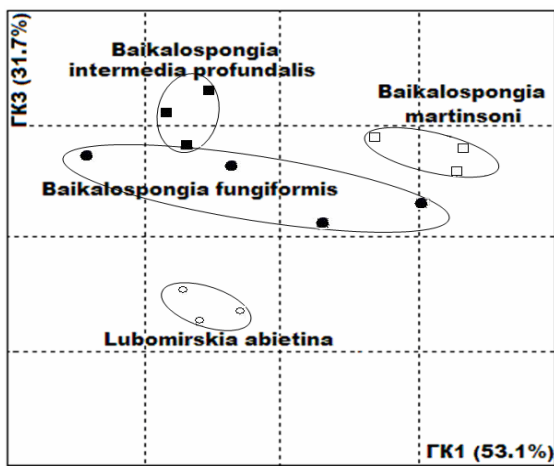 ГК3 (31.7%)
Baikalospongia
intermedia profundalis
Baikalospongia
martinsoni
Baikalospongia fungiformis
Lubomirskia abietina
ГК1 (53.1%)